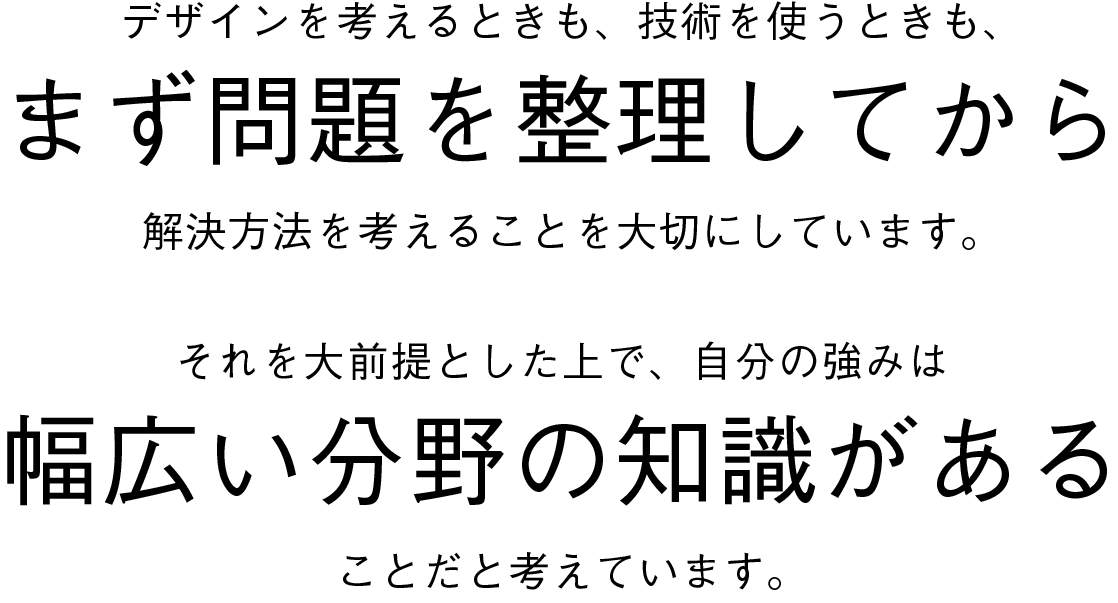 デザインを考えるときも、技術を使うときも、
まず問題を整理してから
解決方法を考えることを大切にしています。
それを大前提とした上で、自分の強みは
幅広い分野の知識がある
ことだと考えています。